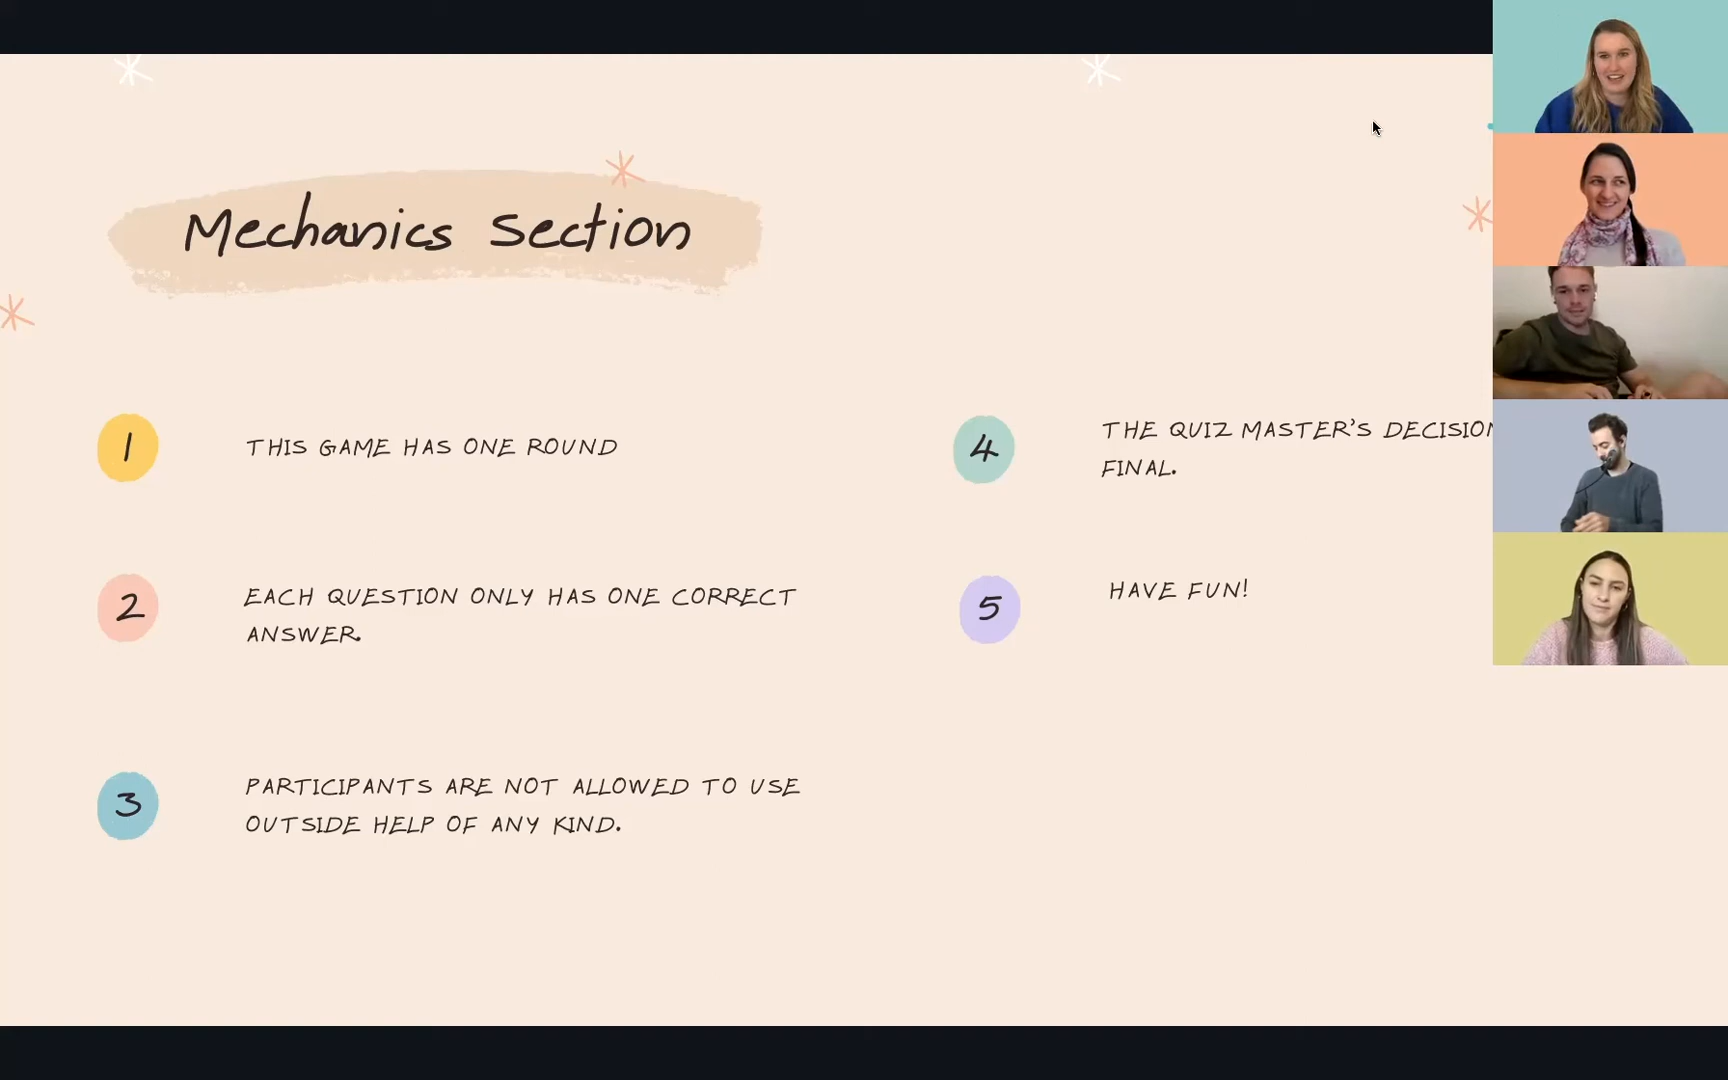 Mechanics Section
1
THIS GAME HAS ONE ROUND
2
EACH QUESTION ONLY HAS ONE CORRECT
ANSWER.
3
PARTICIPANTS ARE NOT ALLOWED TO USE
OUTSIDE HELP OF ANY KIND.
4
THE QUIZ MASTER'S DECISION
FINAL.
5
HAVE FUN!